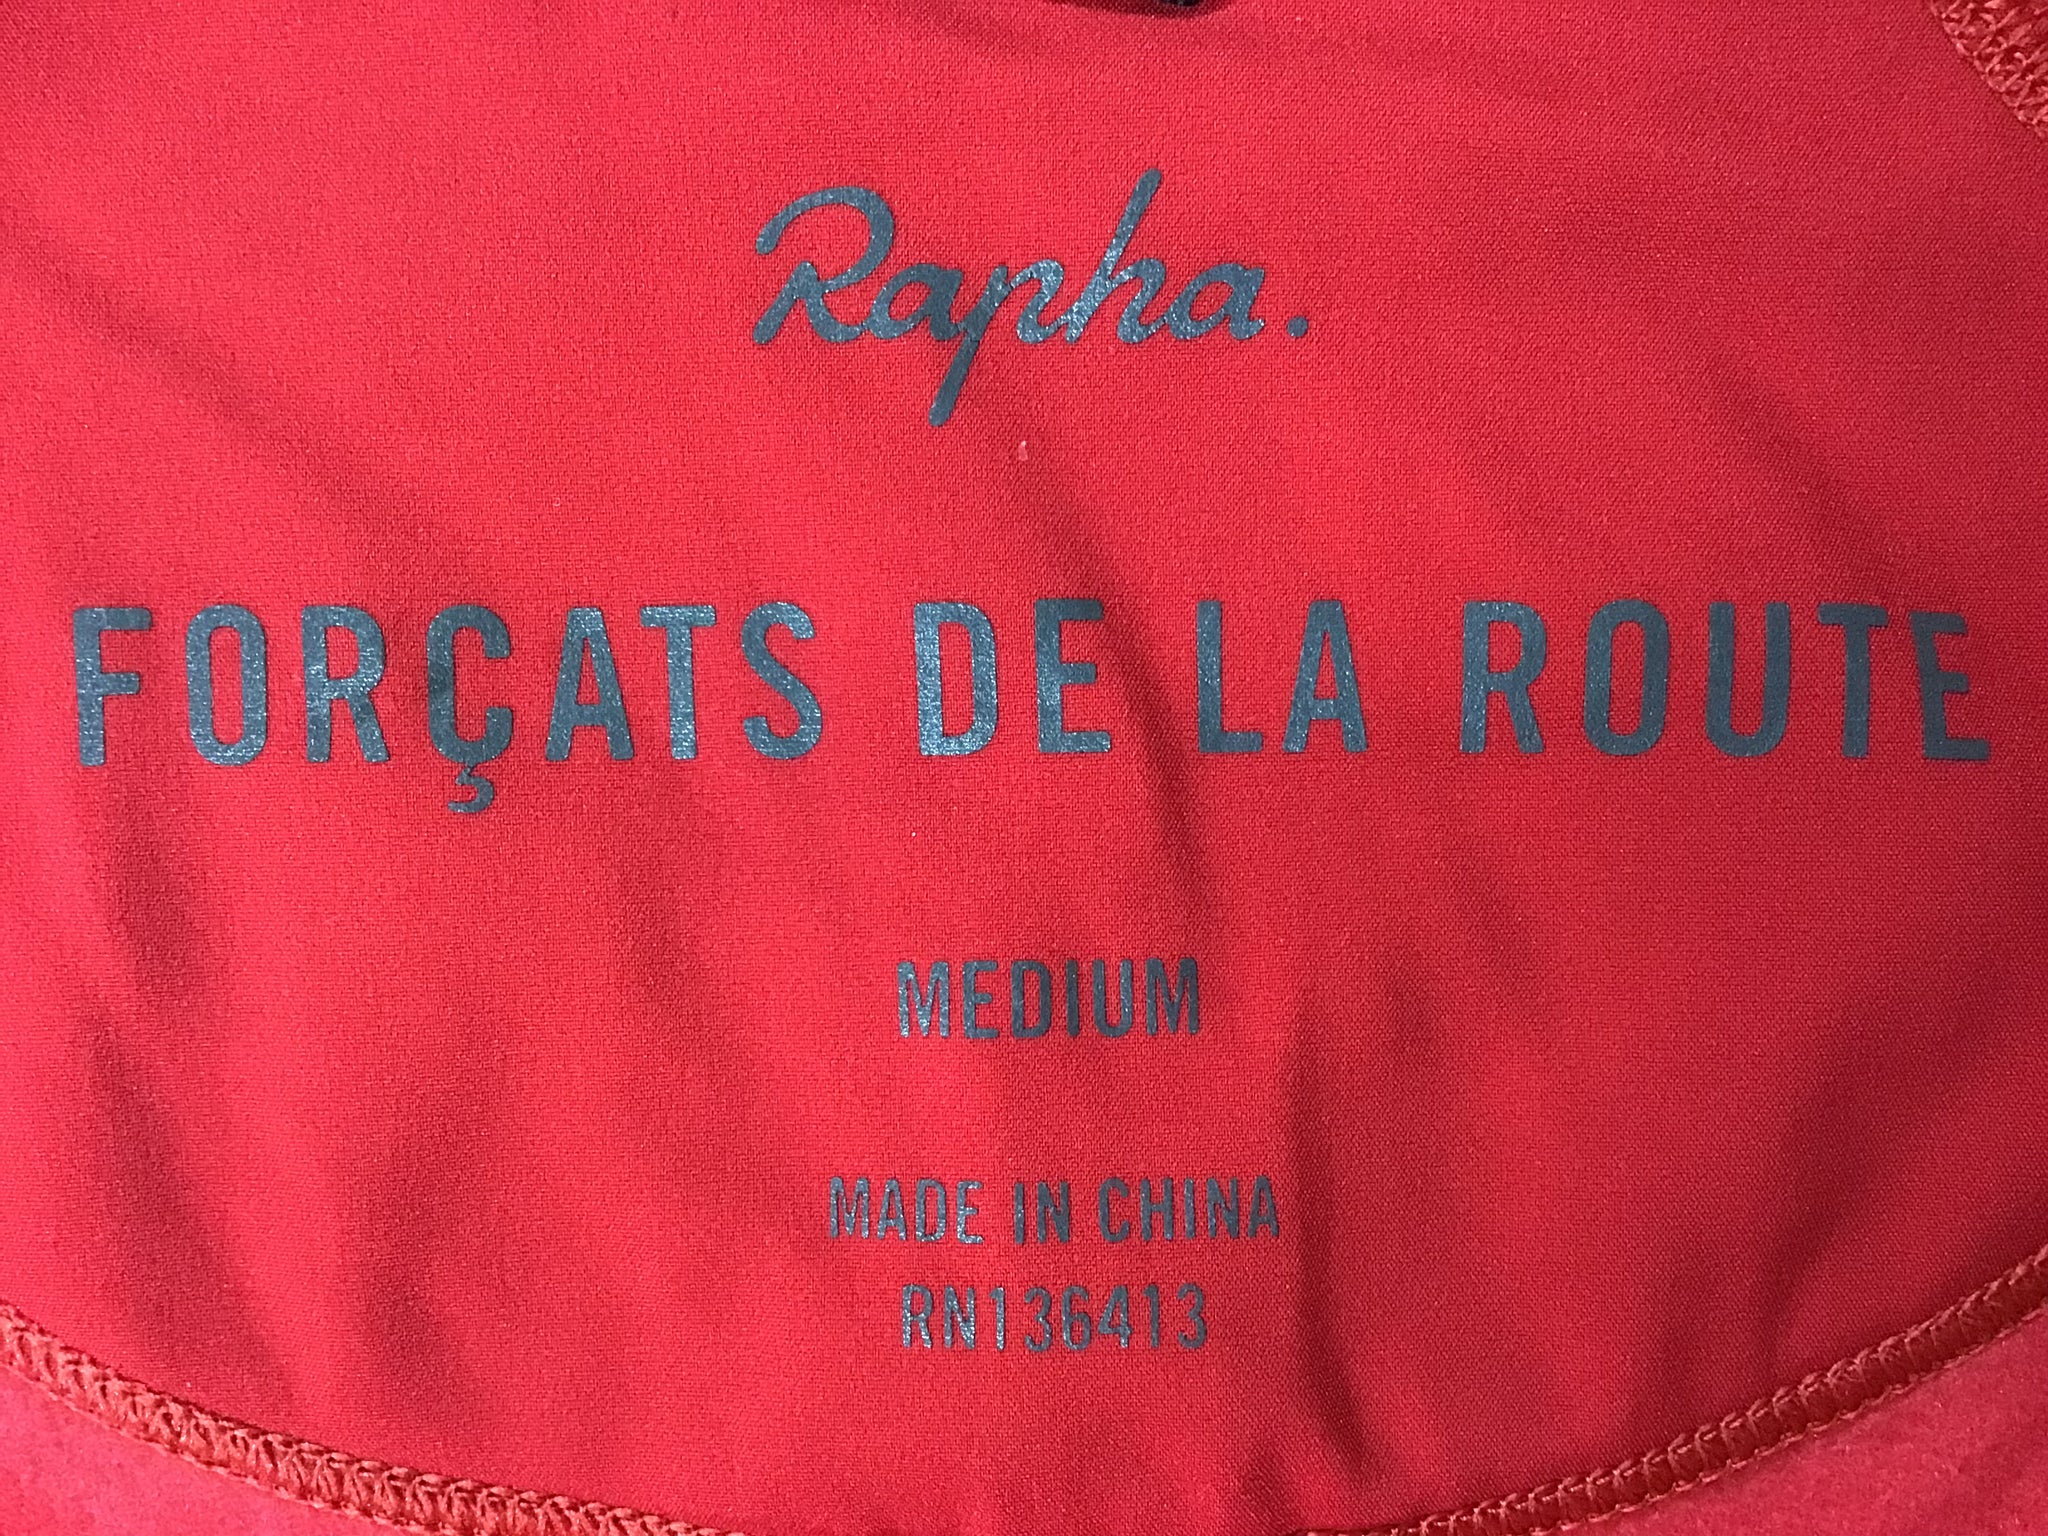 Rapha.
FORÇATS DE LA ROUTE
MEDIUM
MADE IN CHINA
RN136413